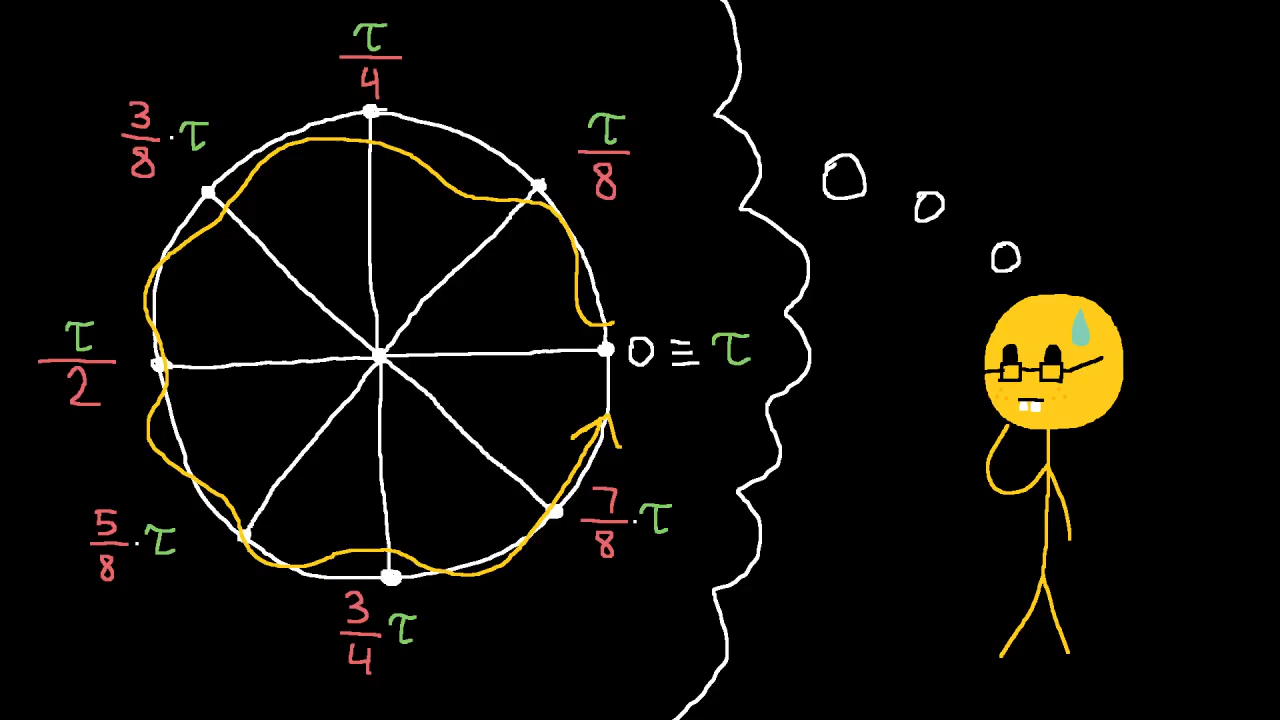 τ/4
3/8 · τ
τ/8
τ/2
0 ≡ τ
5/8 · τ
7/8 · τ
3/4 τ